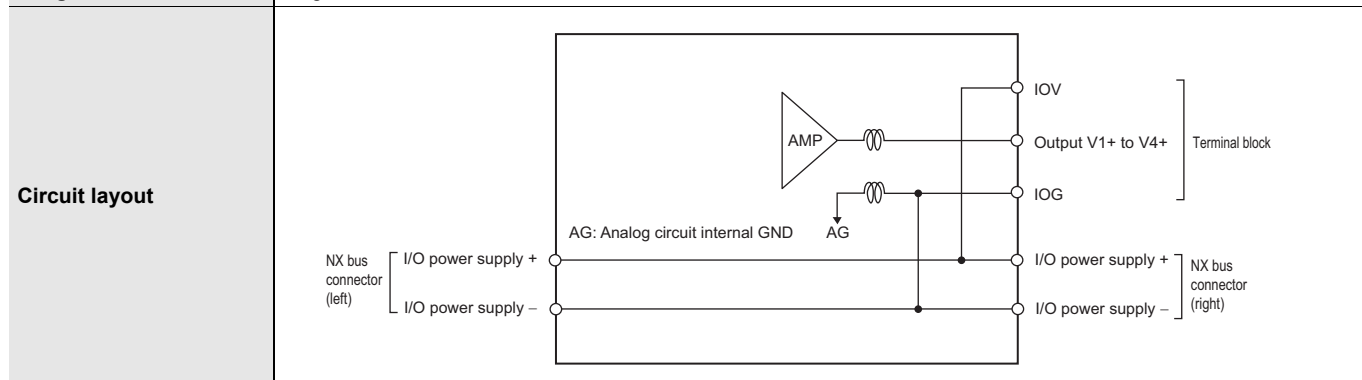 Circuit layout
IOV
AMP
Output V1+ to V4+
Terminal block
IOG
AG: Analog circuit internal GND
AG
NX bus
connector
(left)
I/O power supply +
I/O power supply –
I/O power supply +
I/O power supply –
NX bus
connector
(right)